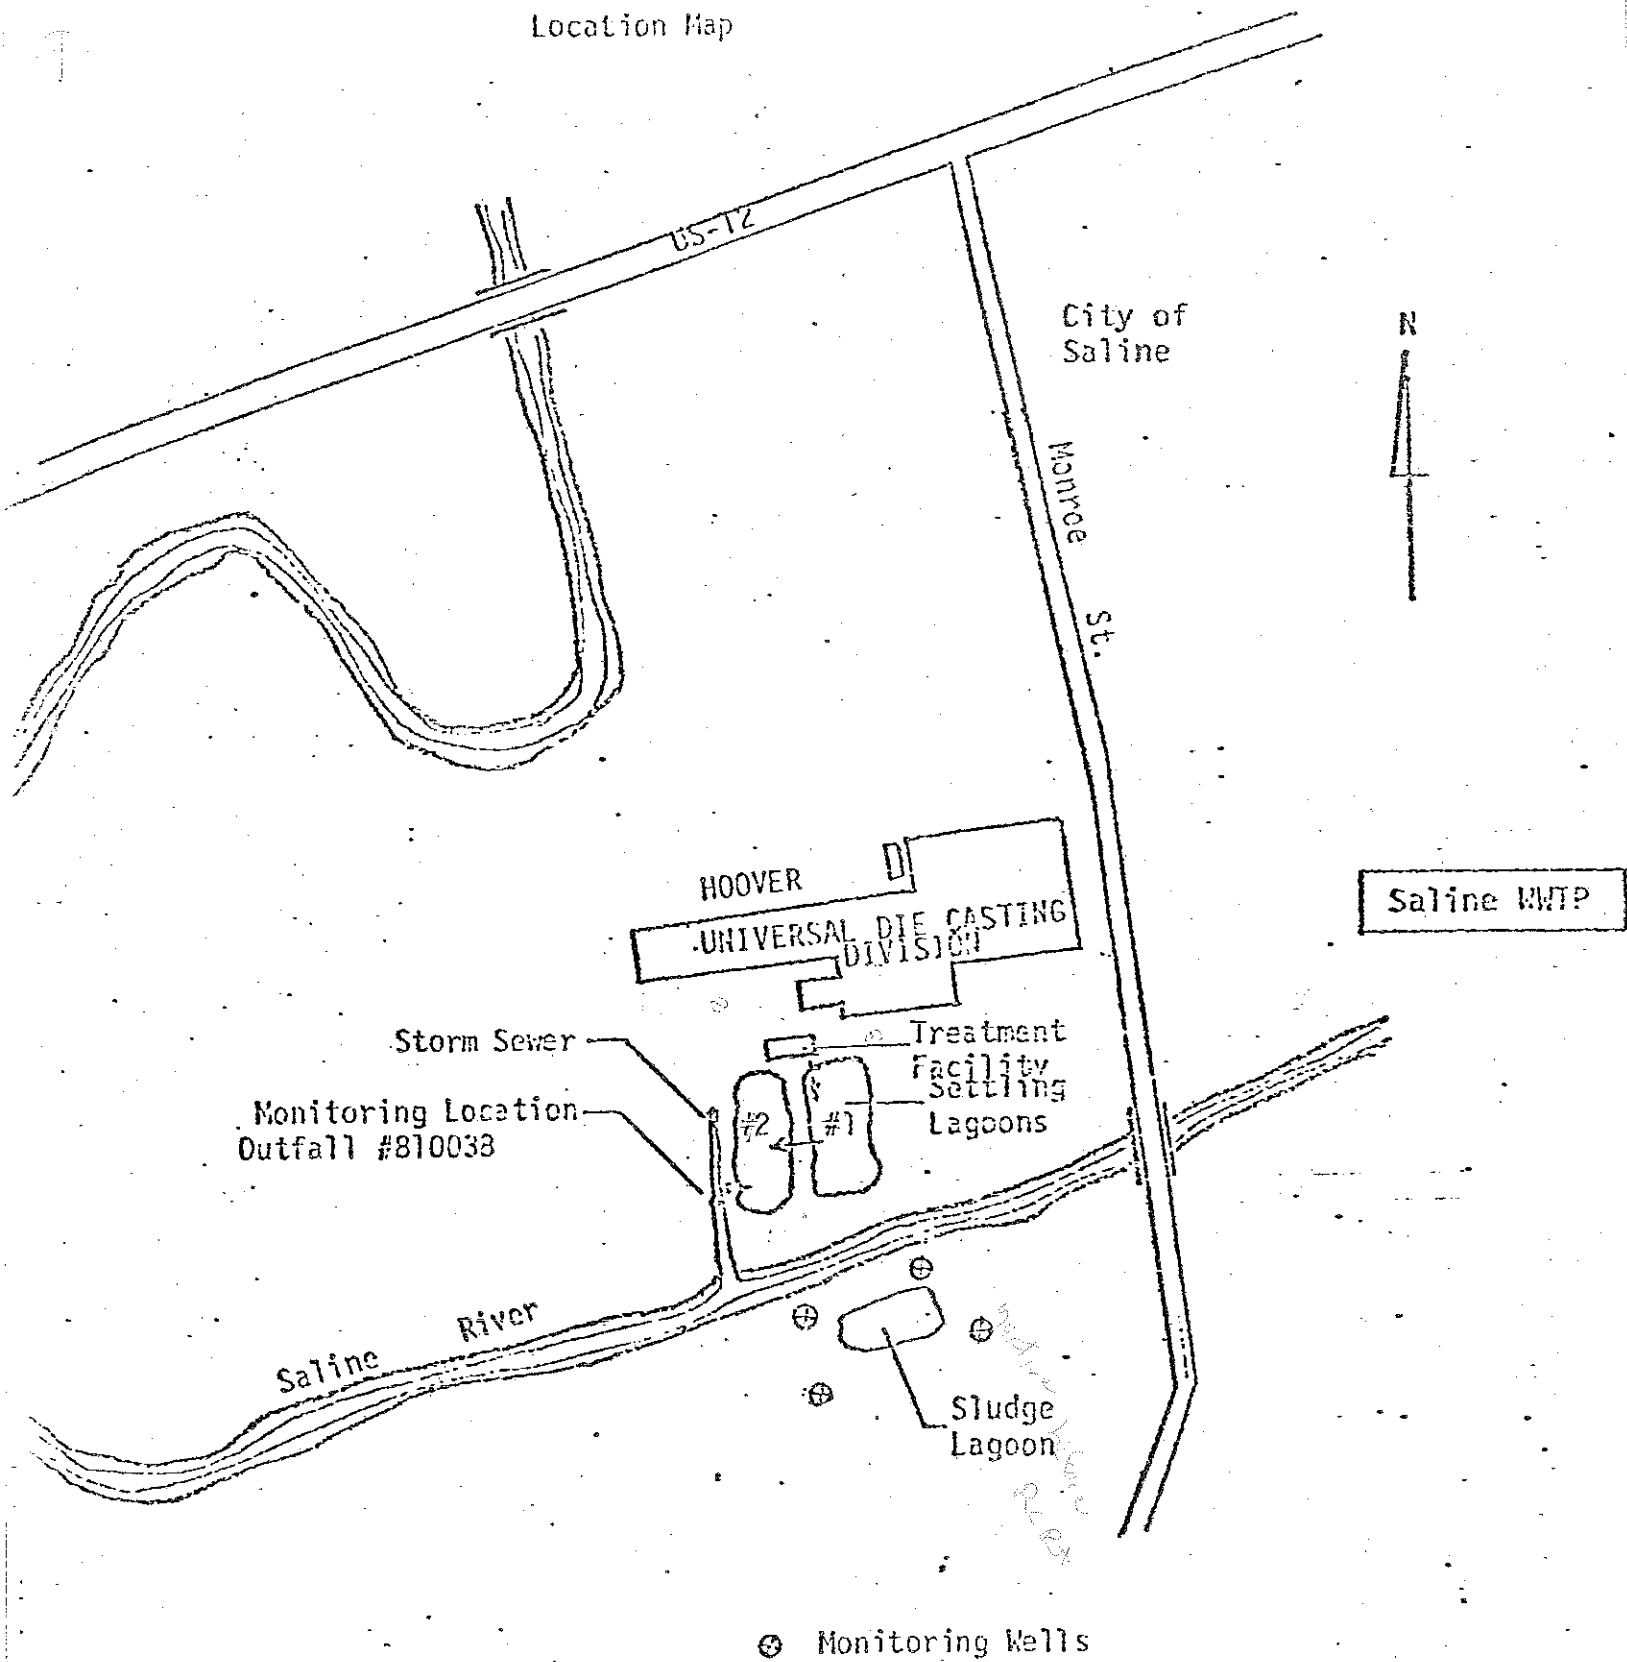 Location Map
US-12
City of
Saline
N
Monroe St.
HOOVER
UNIVERSAL DIE CASTING
DIVISION
Saline WWTP
Storm Sewer
Treatment
Facility
Settling
Lagoons
Monitoring Location
Outfall #810038
#2
#1
Saline River
Sludge
Lagoon
Monitoring Wells